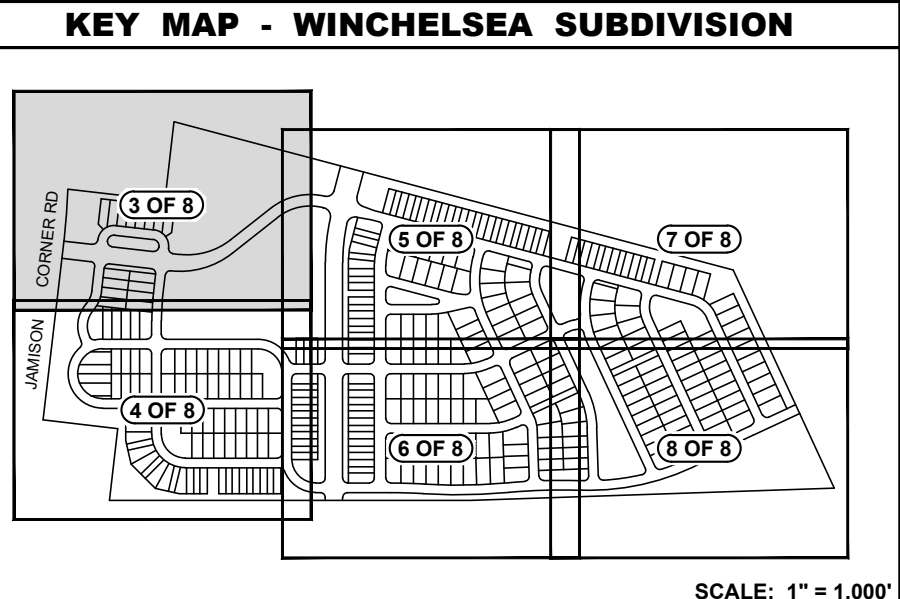 KEY MAP - WINCHELSEA SUBDIVISION
3 OF 8
CORNER RD
5 OF 8
7 OF 8
JAMISON
4 OF 8
6 OF 8
8 OF 8
SCALE: 1" = 1,000'